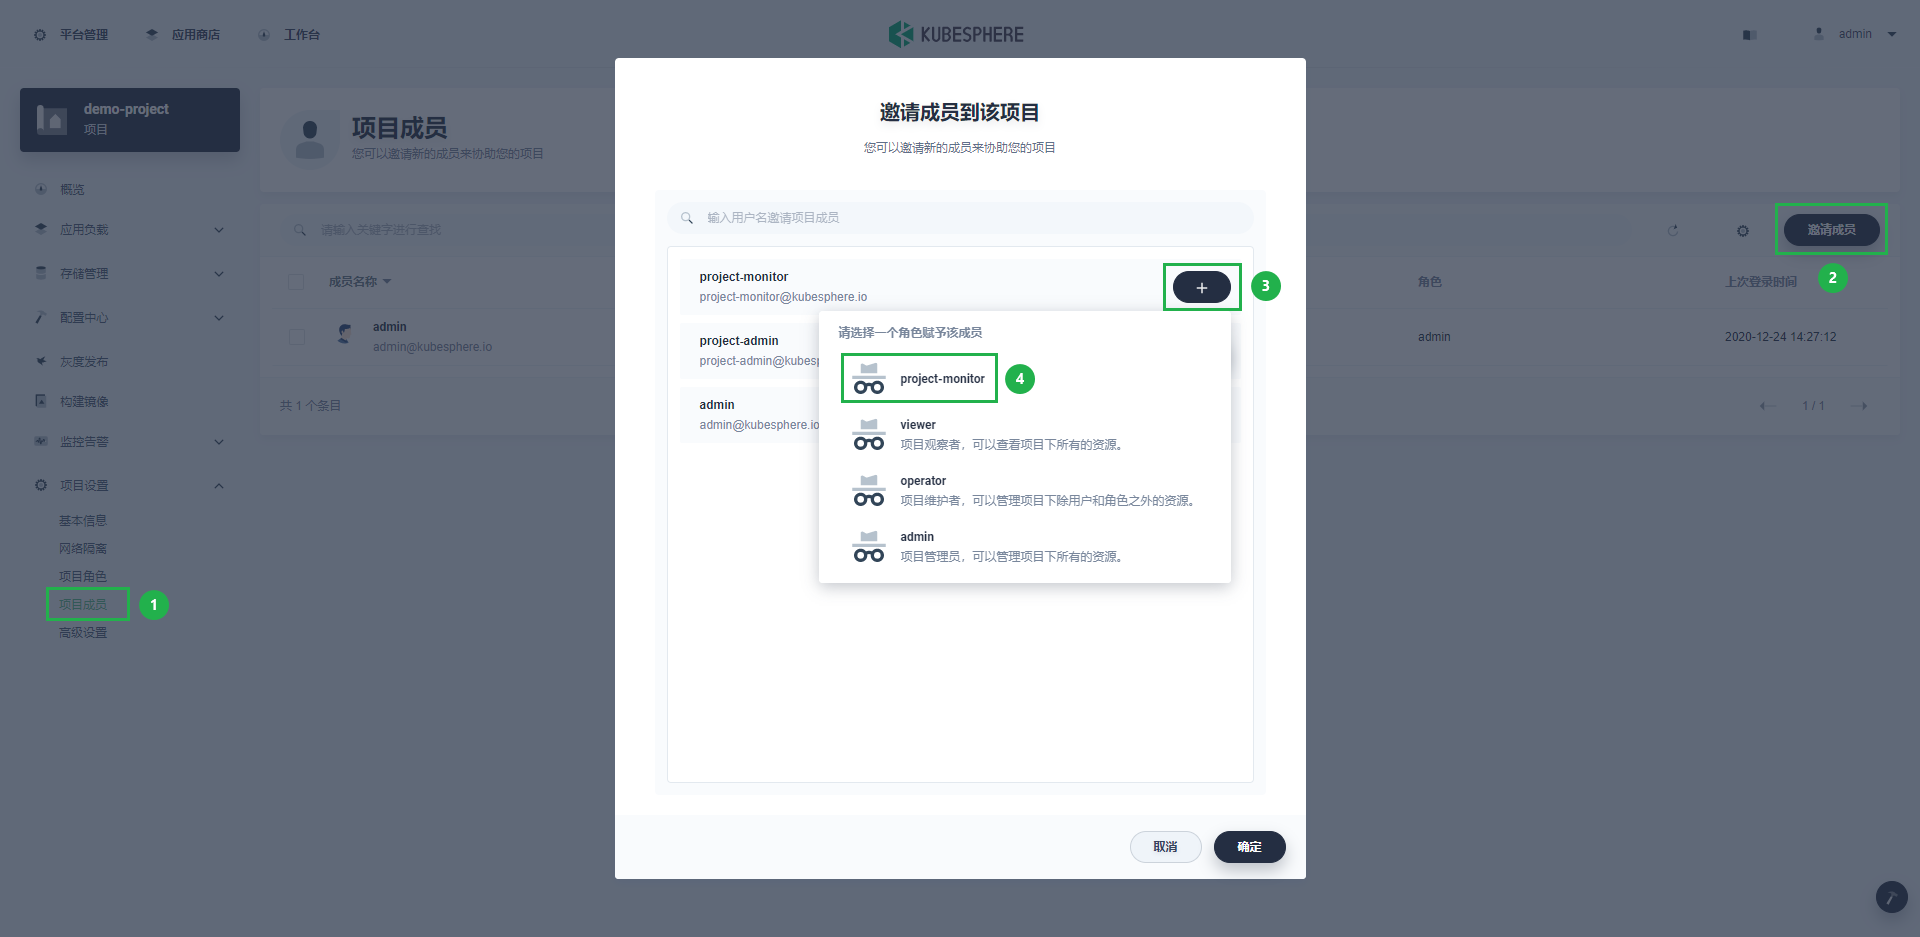 平台管理
应用商店
工作台
KUBESPHERE
admin
demo-project
项目
概览
应用负载
存储管理
配置中心
灰度发布
构建镜像
监控告警
项目设置
基本信息
网络隔离
项目角色
项目成员
1
高级设置
项目成员
您可以邀请新的成员来协助您的项目
请输入关键字进行查找
邀请成员
2
成员名称
角色
上次登录时间
admin
admin@kubesphere.io
admin
2020-12-24 14:27:12
共 1 个条目
1 / 1
邀请成员到该项目
您可以邀请新的成员来协助您的项目
输入用户名邀请项目成员
project-monitor
project-monitor@kubesphere.io
3
project-admin
project-admin@kubesp
admin
admin@kubesphere.io
请选择一个角色赋予该成员
project-monitor
4
viewer
项目观察者，可以查看项目下所有的资源。
operator
项目维护者，可以管理项目下除用户和角色之外的资源。
admin
项目管理员，可以管理项目下所有的资源。
取消
确定